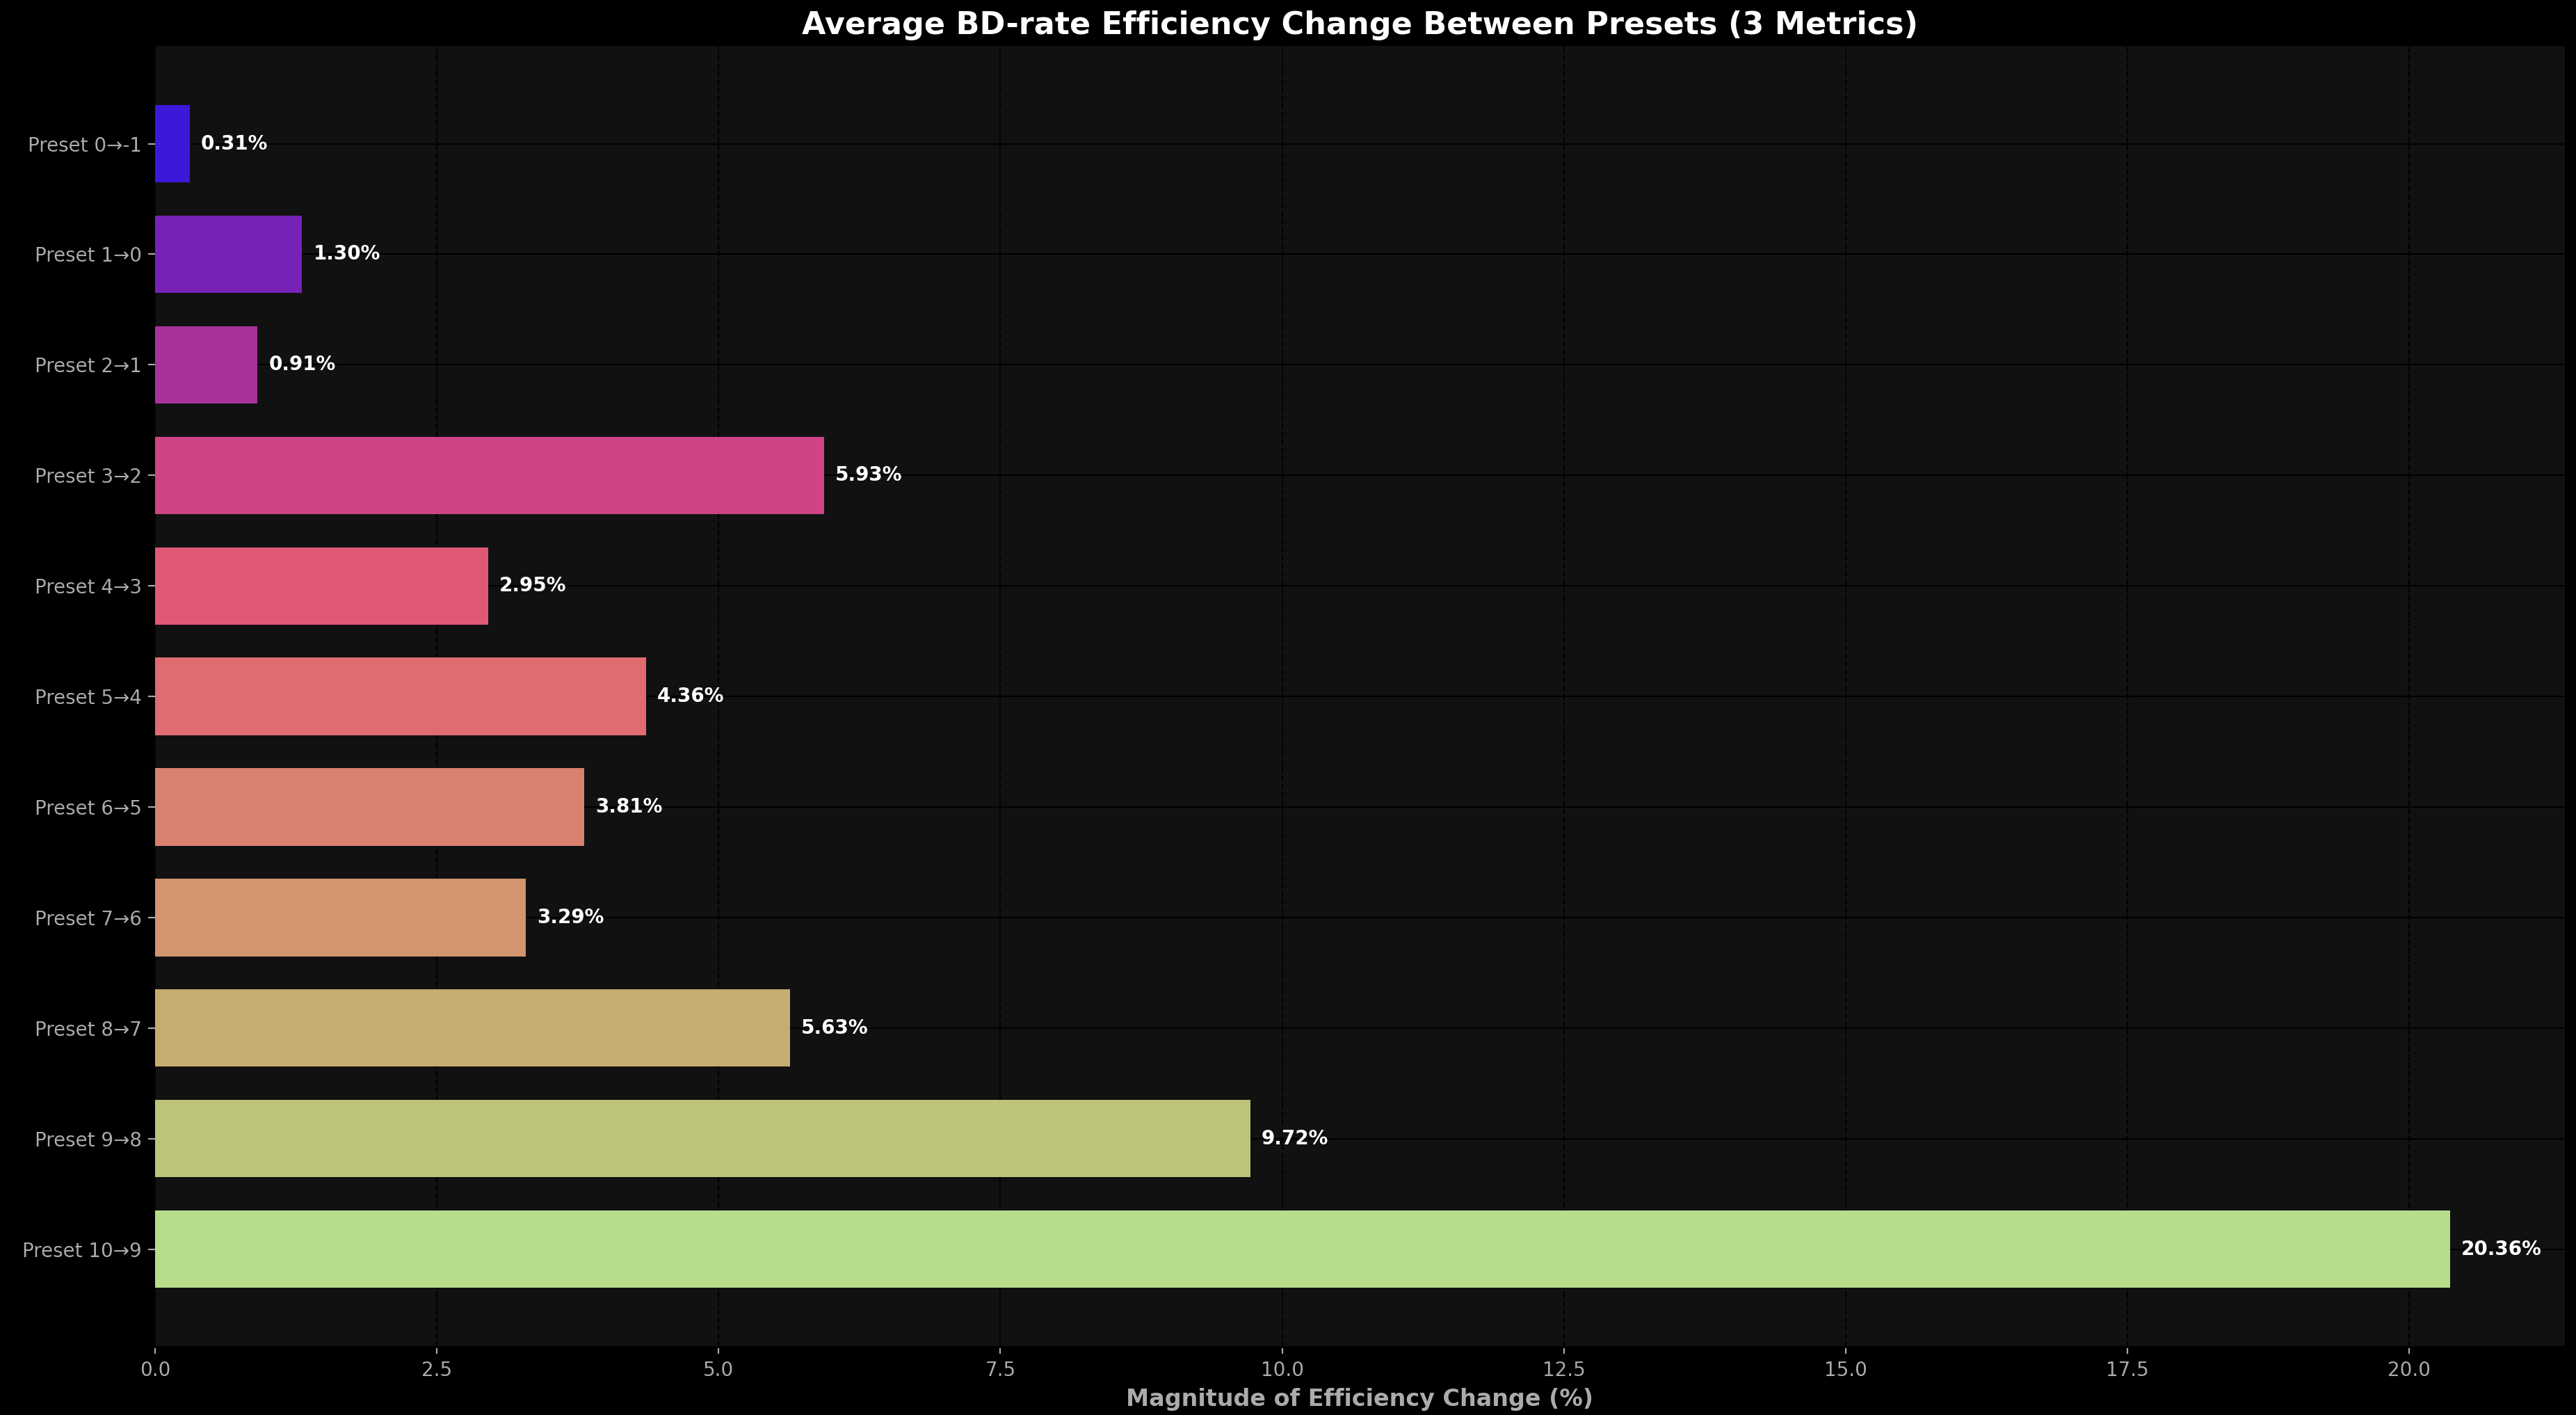 Average BD-rate Efficiency Change Between Presets (3 Metrics)
Preset 0→-1 0.31%
Preset 1→0 1.30%
Preset 2→1 0.91%
Preset 3→2 5.93%
Preset 4→3 2.95%
Preset 5→4 4.36%
Preset 6→5 3.81%
Preset 7→6 3.29%
Preset 8→7 5.63%
Preset 9→8 9.72%
Preset 10→9 20.36%
0.0 2.5 5.0 7.5 10.0 12.5 15.0 17.5 20.0
Magnitude of Efficiency Change (%)